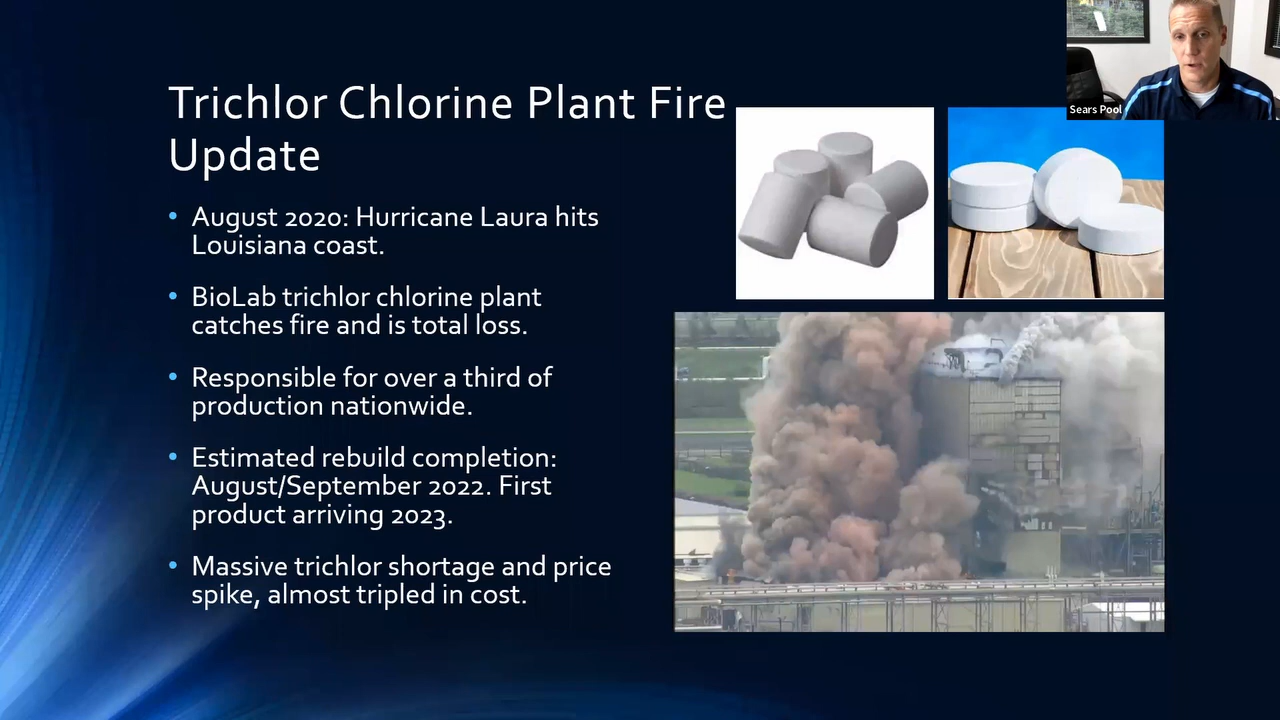 Trichlor Chlorine Plant Fire
Update
• August 2020: Hurricane Laura hits
Louisiana coast.
• BioLab trichlor chlorine plant
catches fire and is total loss.
• Responsible for over a third of
production nationwide.
• Estimated rebuild completion:
August/September 2022. First
product arriving 2023.
• Massive trichlor shortage and price
spike, almost tripled in cost.
Sears Pool